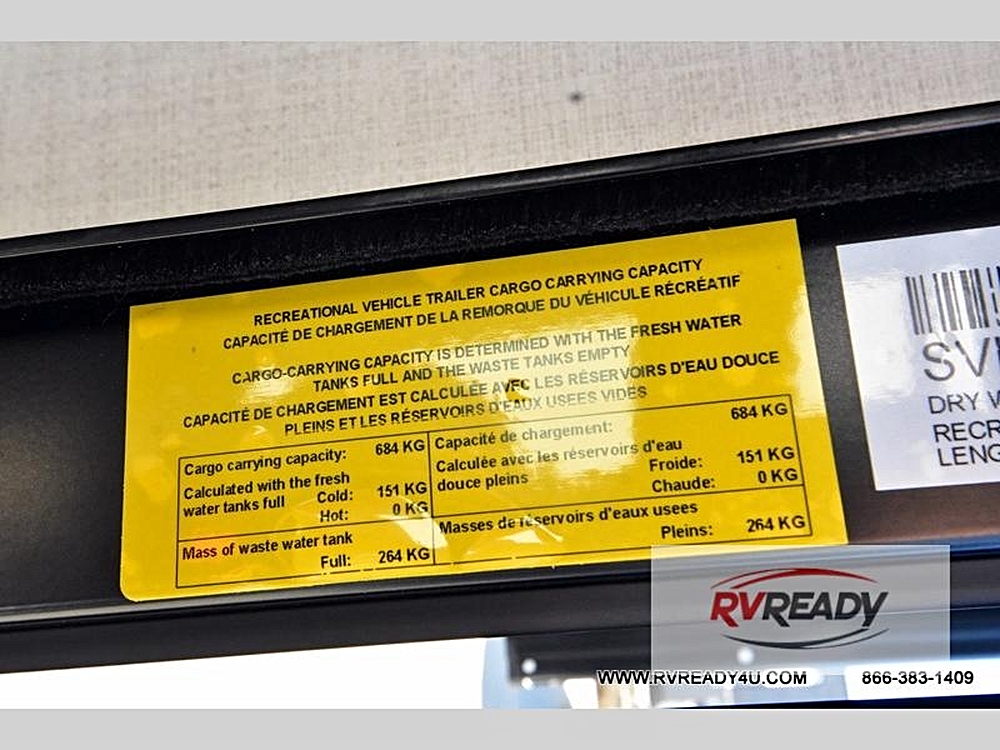 RECREATIONAL VEHICLE TRAILER CARGO CARRYING CAPACITY
CAPACITÉ DE CHARGEMENT DE LA REMORQUE DU VÉHICULE RÉCRÉATIF
CARGO-CARRYING CAPACITY IS DETERMINED WITH THE FRESH WATER
TANKS FULL AND THE WASTE TANKS EMPTY
CAPACITÉ DE CHARGEMENT EST CALCULÉE AVEC LES RÉSERVOIRS D'EAU DOUCE
PLEINS ET LES RÉSERVOIRS D'EAUX USEES VIDES
Cargo carrying capacity: 684 KG
Calculated with the fresh
water tanks full Cold: 151 KG
Hot: 0 KG
Mass of waste water tank
Full: 264 KG
Capacité de chargement: 684 KG
Calculée avec les réservoirs d'eau
douce pleins Froide: 151 KG
Chaude: 0 KG
Masses de réservoirs d'eaux usees
Pleins: 264 KG
DRY
RECR
LENG
RVREADY
WWW.RVREADY4U.COM 866-383-1409